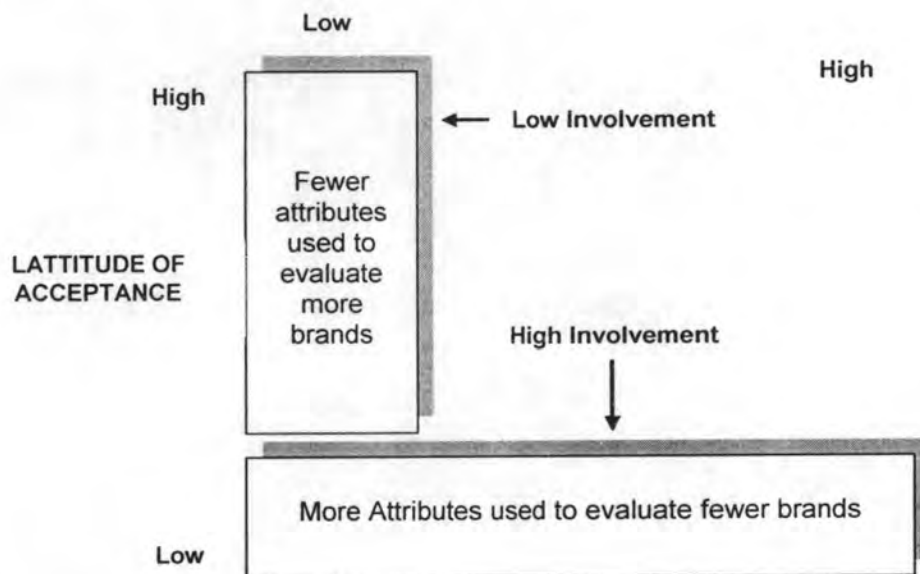 Low
High
High
Low Involvement
Fewer
attributes
used to
evaluate
more
brands
LATTITUDE OF
ACCEPTANCE
High Involvement
More Attributes used to evaluate fewer brands
Low